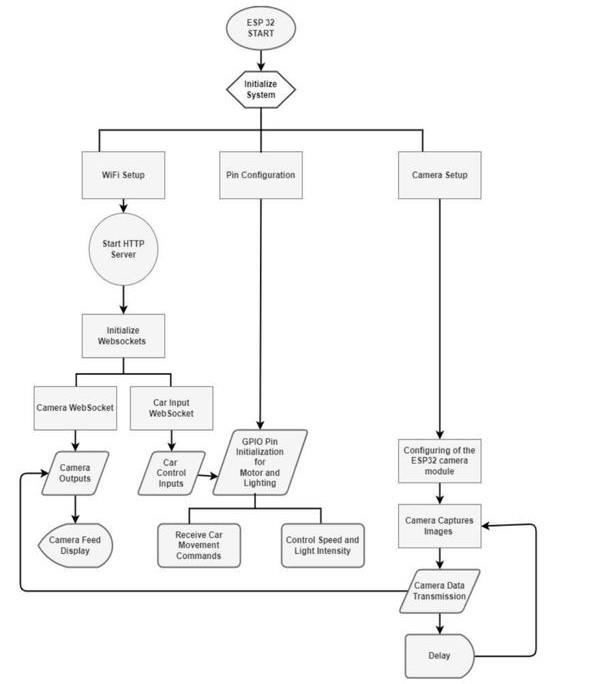 ESP 32
START
Initialize
System
WiFi Setup
Pin Configuration
Camera Setup
Start HTTP
Server
Initialize
Websockets
Camera WebSocket
Car Input
WebSocket
Camera
Outputs
Car
Control
Inputs
GPIO Pin
Initialization
for
Motor and
Lighting
Configuring of the
ESP32 camera
module
Camera Feed
Display
Receive Car
Movement
Commands
Control Speed and
Light Intensity
Camera Captures
Images
Camera Data
Transmission
Delay